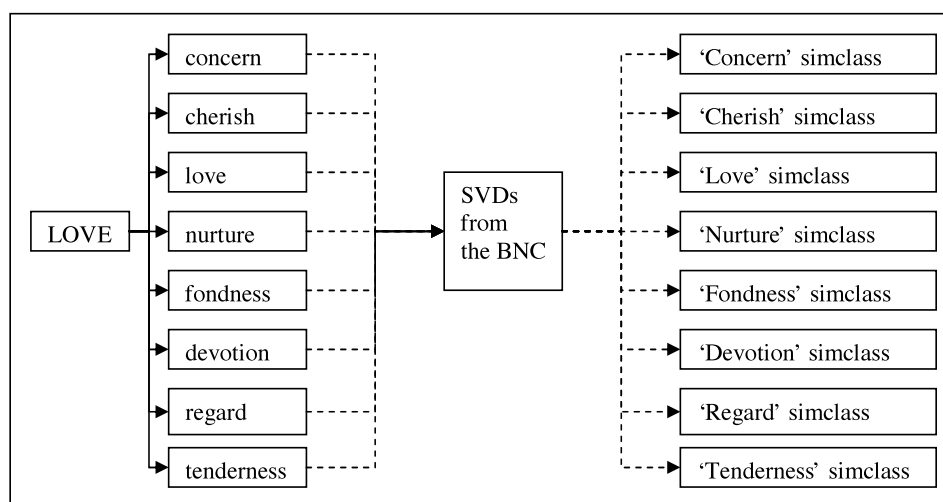 concern
cherish
love
LOVE
nurture
fondness
devotion
regard
tenderness
SVDs
from
the BNC
‘Concern’ simclass
‘Cherish’ simclass
‘Love’ simclass
‘Nurture’ simclass
‘Fondness’ simclass
‘Devotion’ simclass
‘Regard’ simclass
‘Tenderness’ simclass